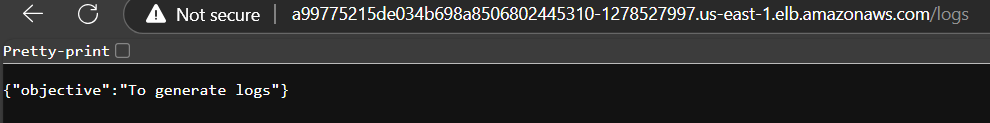 Not secure a99775215de034b698a8506802445310-1278527997.us-east-1.elb.amazonaws.com/logs
Pretty-print
{"objective":"To generate logs"}